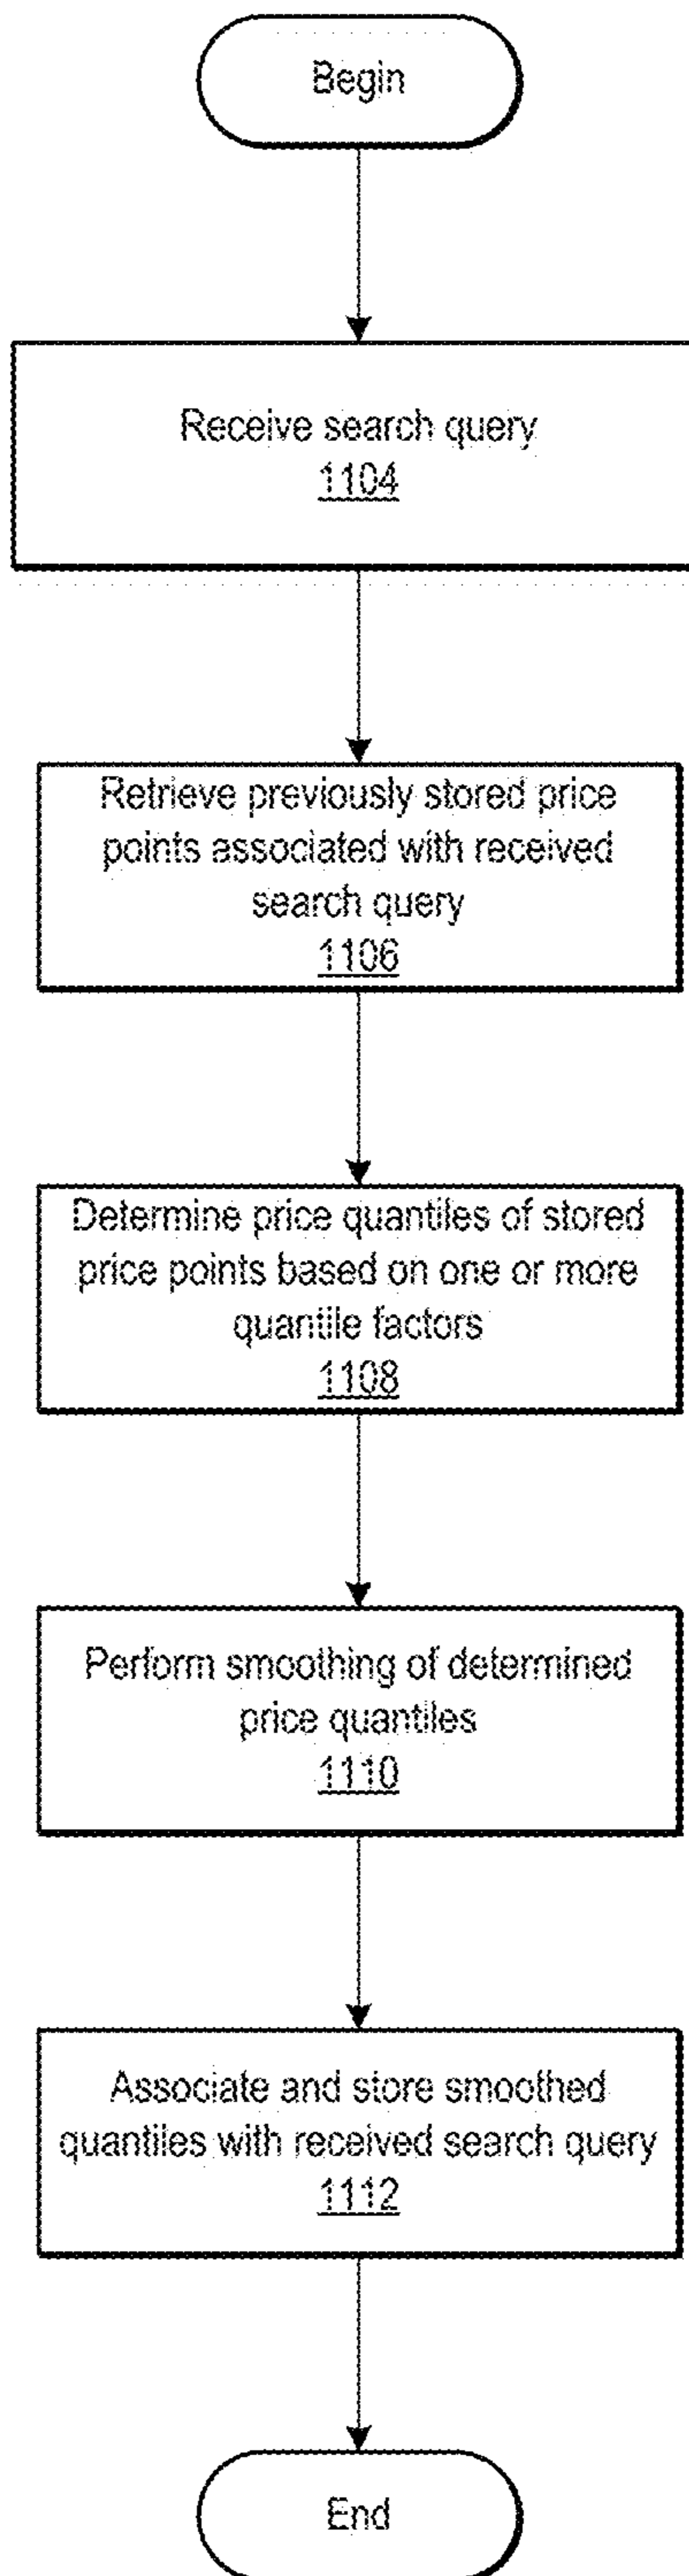 Begin
Receive search query
1104
Retrieve previously stored price
points associated with received
search query
1106
Determine price quantiles of stored
price points based on one or more
quantile factors
1108
Perform smoothing of determined
price quantiles
1110
Associate and store smoothed
quantiles with received search query
1112
End